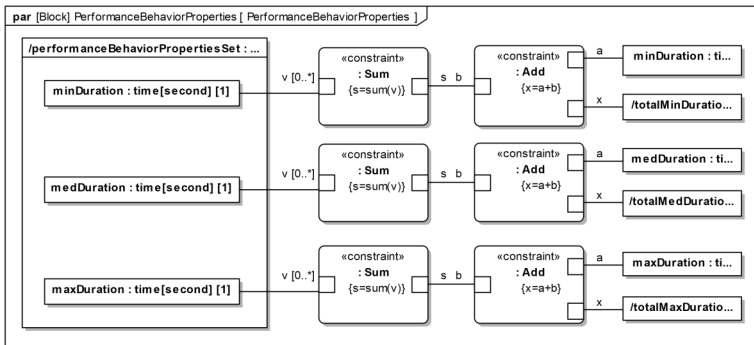 par [Block] PerformanceBehaviorProperties [ PerformanceBehaviorProperties ]
/performanceBehaviorPropertiesSet : ...
minDuration : time[second] [1]
v [0..*]
«constraint»
: Sum
{s=sum(v)}
s b
«constraint»
: Add
{x=a+b}
a
minDuration : ti...
x
/totalMinDuratio...
medDuration : time[second] [1]
v [0..*]
«constraint»
: Sum
{s=sum(v)}
s b
«constraint»
: Add
{x=a+b}
a
medDuration : ti...
x
/totalMedDuratio...
maxDuration : time[second] [1]
v [0..*]
«constraint»
: Sum
{s=sum(v)}
s b
«constraint»
: Add
{x=a+b}
a
maxDuration : ti...
x
/totalMaxDuratio...